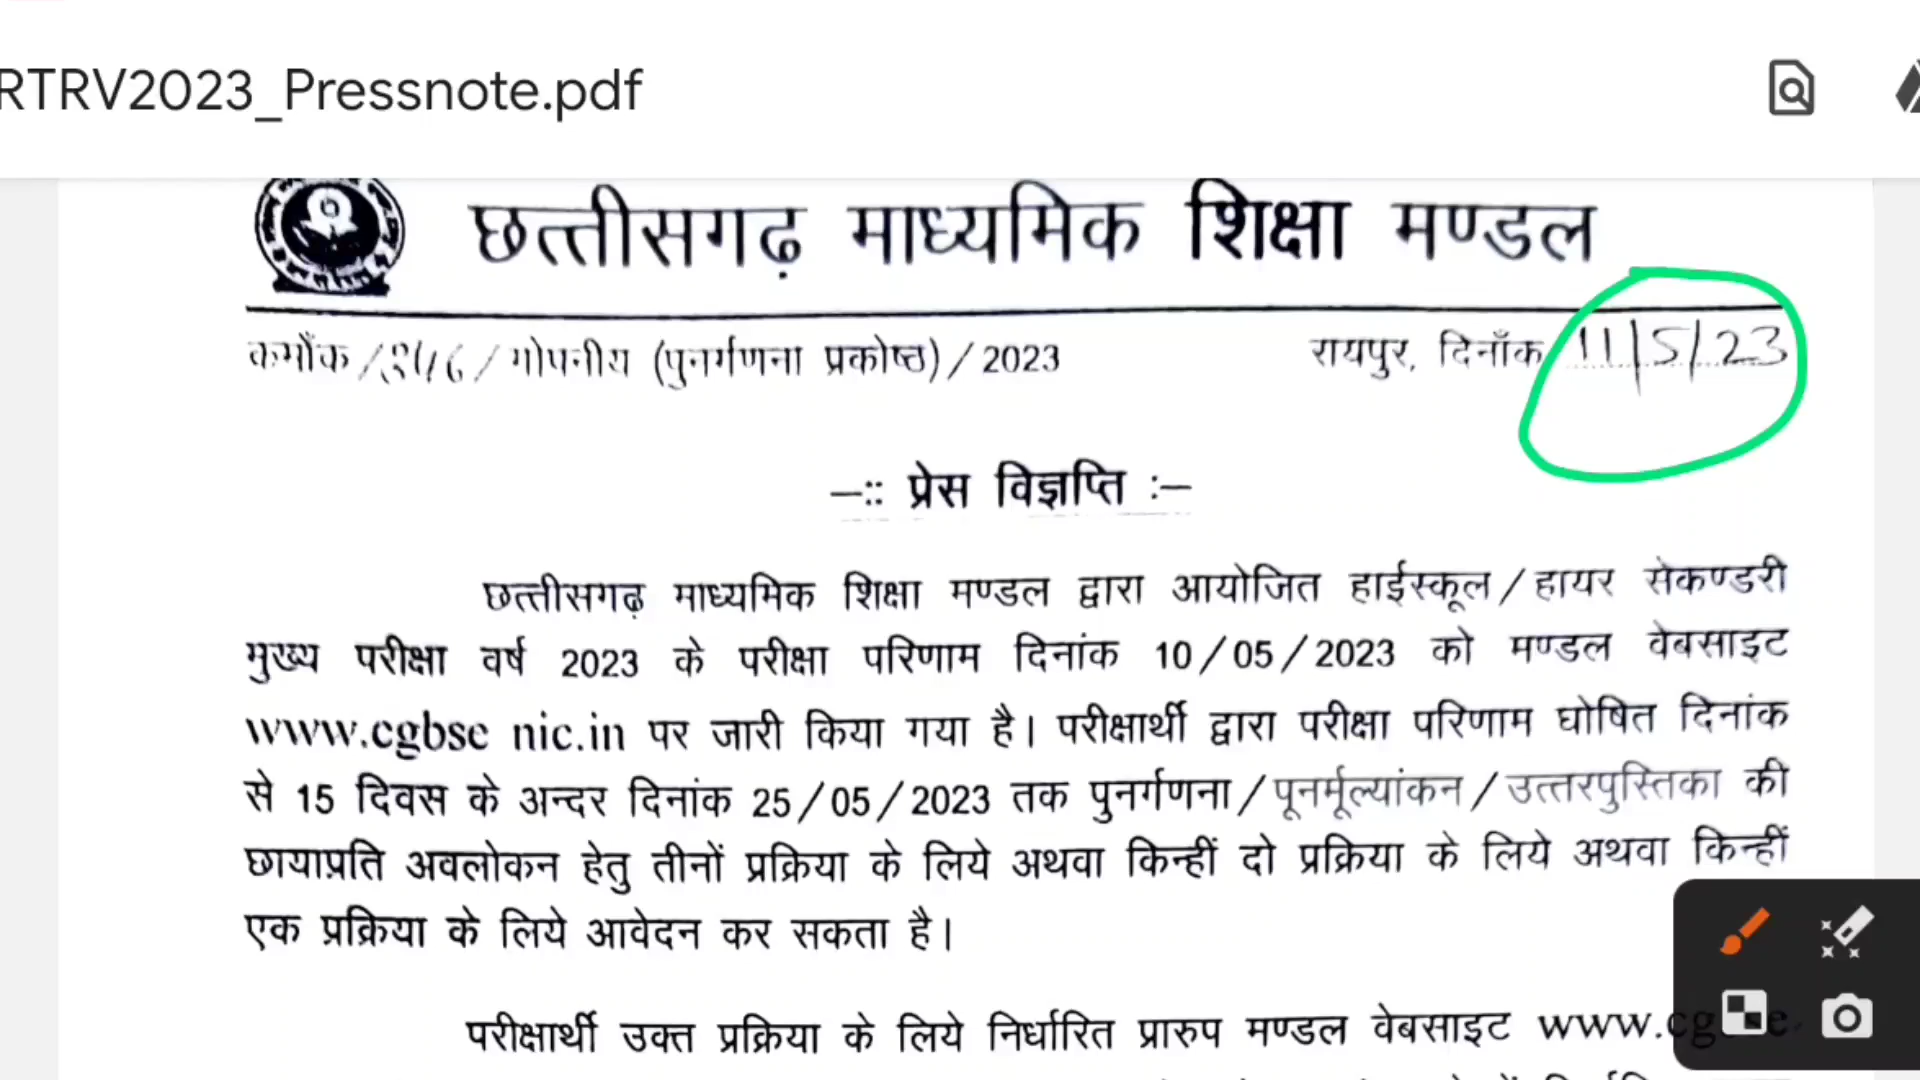 RTRV2023_Pressnote.pdf
छत्तीसगढ़ माध्यमिक शिक्षा मण्डल
कमाँक / / गोपनीय (पुनर्गणना प्रकोष्ठ) / 2023 रायपुर, दिनाँक 11/5/23
–:: प्रेस विज्ञप्ति :–
छत्तीसगढ़ माध्यमिक शिक्षा मण्डल द्वारा आयोजित हाईस्कूल / हायर सेकण्डरी
मुख्य परीक्षा वर्ष 2023 के परीक्षा परिणाम दिनांक 10/05/2023 को मण्डल वेबसाइट
www.cgbse nic.in पर जारी किया गया है। परीक्षार्थी द्वारा परीक्षा परिणाम घोषित दिनांक
से 15 दिवस के अन्दर दिनांक 25/05/2023 तक पुनर्गणना / पूनर्मूल्यांकन / उत्तरपुस्तिका की
छायाप्रति अवलोकन हेतु तीनों प्रक्रिया के लिये अथवा किन्हीं दो प्रक्रिया के लिये अथवा किन्हीं
एक प्रक्रिया के लिये आवेदन कर सकता है।
परीक्षार्थी उक्त प्रक्रिया के लिये निर्धारित प्रारुप मण्डल वेबसाइट www.cg